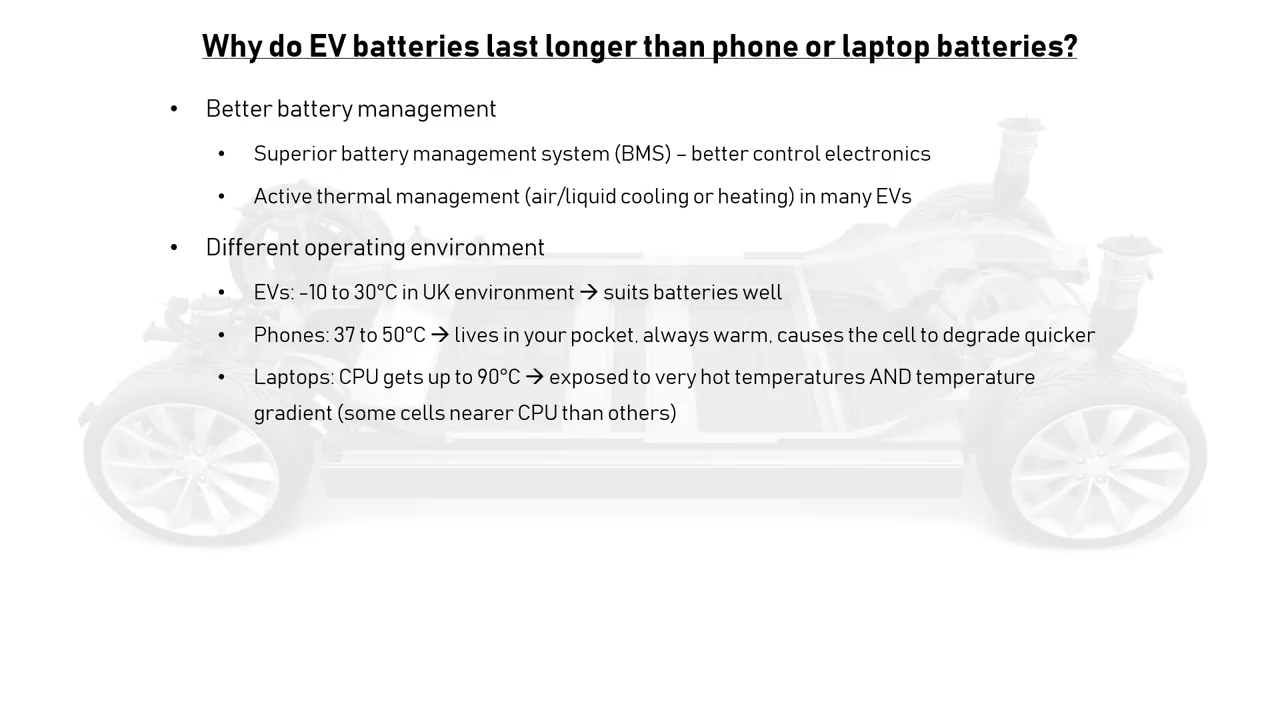 Why do EV batteries last longer than phone or laptop batteries?
• Better battery management
• Superior battery management system (BMS) – better control electronics
• Active thermal management (air/liquid cooling or heating) in many EVs
• Different operating environment
• EVs: -10 to 30°C in UK environment → suits batteries well
• Phones: 37 to 50°C → lives in your pocket, always warm, causes the cell to degrade quicker
• Laptops: CPU gets up to 90°C → exposed to very hot temperatures AND temperature
gradient (some cells nearer CPU than others)